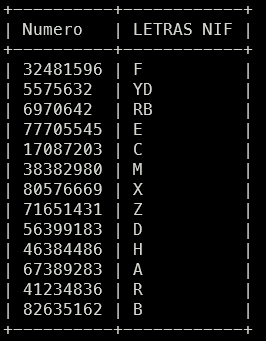 +----------+------------+
| Numero   | LETRAS NIF |
+----------+------------+
| 32481596 | F          |
| 5575632  | YD         |
| 6970642  | RB         |
| 77705545 | E          |
| 17087203 | C          |
| 38382980 | M          |
| 80576669 | X          |
| 71651431 | Z          |
| 56399183 | D          |
| 46384486 | H          |
| 67389283 | A          |
| 41234836 | R          |
| 82635162 | B          |
+----------+------------+